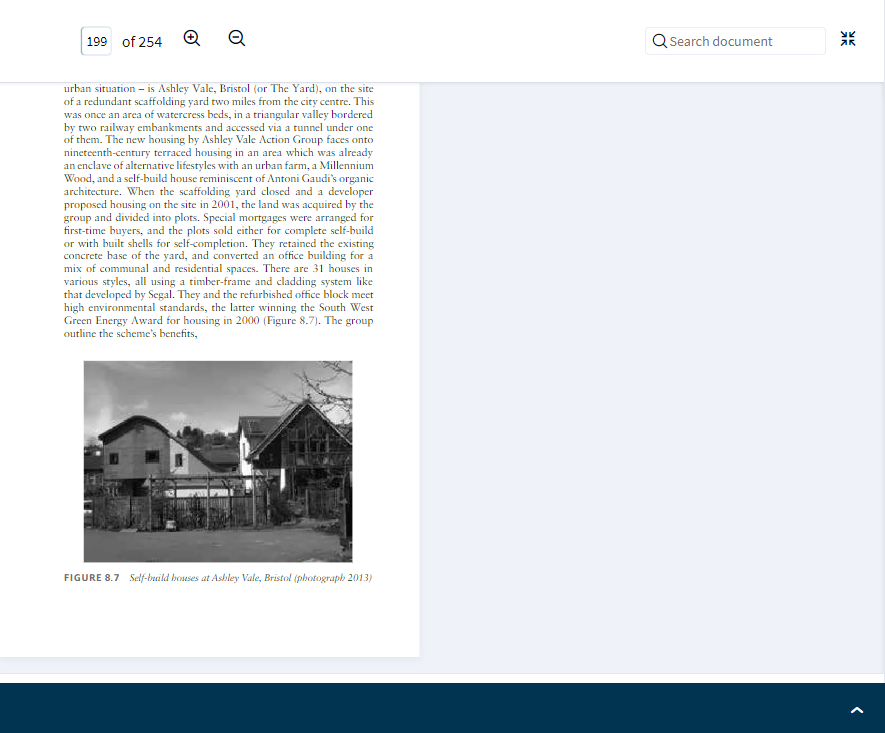 199 of 254 Search document
urban situation – is Ashley Vale, Bristol (or The Yard), on the site
of a redundant scaffolding yard two miles from the city centre. This
was once an area of watercress beds, in a triangular valley bordered
by two railway embankments and accessed via a tunnel under one
of them. The new housing by Ashley Vale Action Group faces onto
nineteenth-century terraced housing in an area which was already
an enclave of alternative lifestyles with an urban farm, a Millennium
Wood, and a self-build house reminiscent of Antoni Gaudi's organic
architecture. When the scaffolding yard closed and a developer
proposed housing on the site in 2001, the land was acquired by the
group and divided into plots. Special mortgages were arranged for
first-time buyers, and the plots sold either for complete self-build
or with built shells for self-completion. They retained the existing
concrete base of the yard, and converted an office building for a
mix of communal and residential spaces. There are 31 houses in
various styles, all using a timber-frame and cladding system like
that developed by Segal. They and the refurbished office block meet
high environmental standards, the latter winning the South West
Green Energy Award for housing in 2000 (Figure 8.7). The group
outline the scheme's benefits,
FIGURE 8.7 Self-build houses at Ashley Vale, Bristol (photograph 2013)